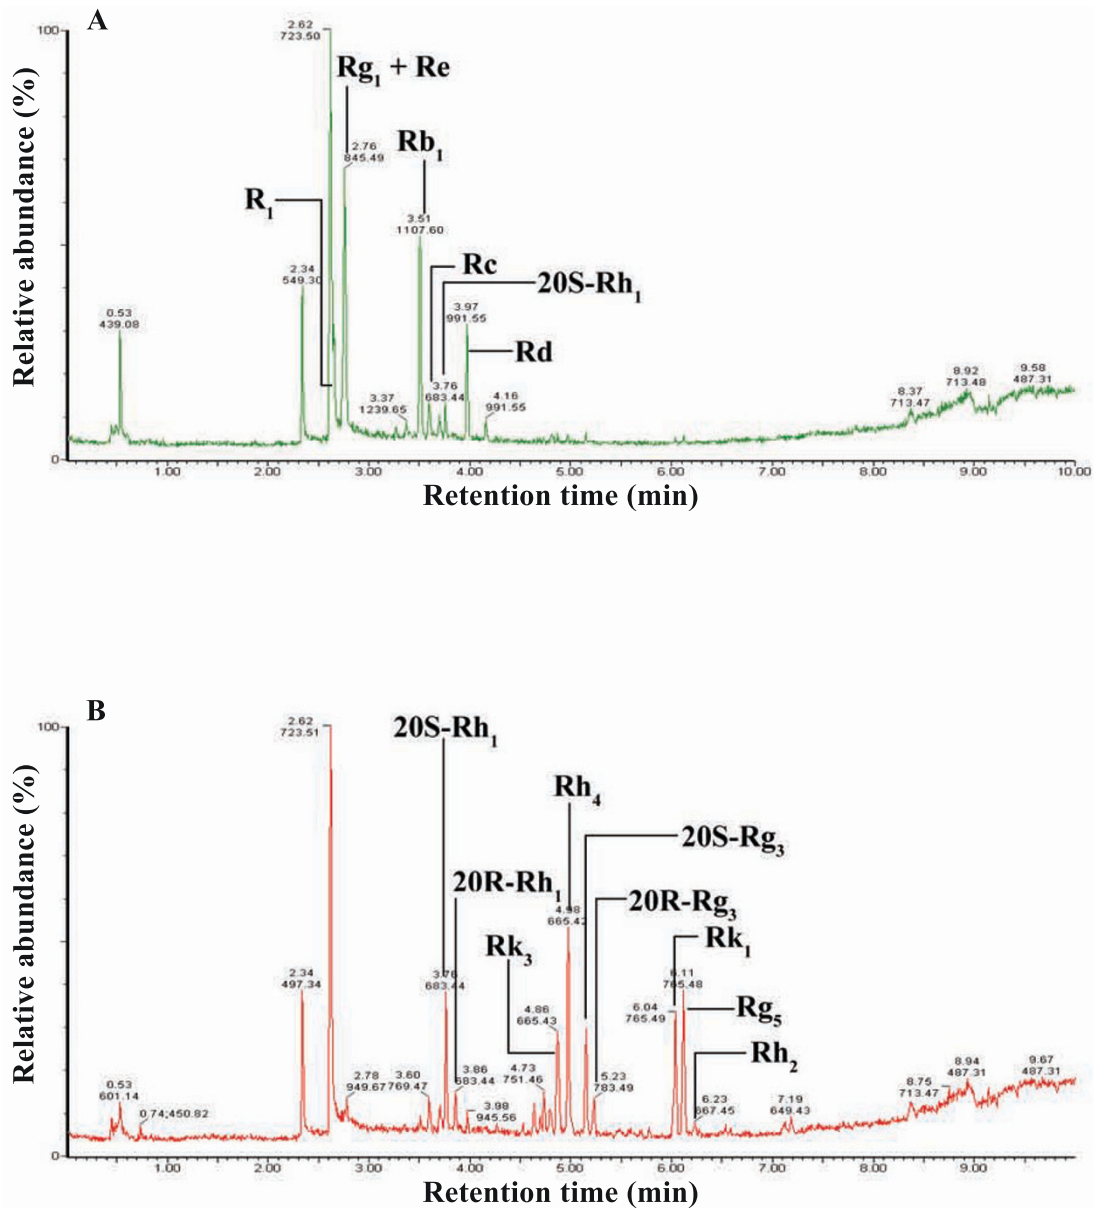 A
100
2.62
723.50
Rg1 + Re
2.76
845.49
Rb1
R1
3.51
1107.60
Rc
20S-Rh1
2.34
549.30
3.97
991.55
0.53
439.08
Rd
3.37
1239.65
3.76
683.44
4.16
991.55
8.37
713.47
8.92
713.48
9.58
487.31
0
1.00 2.00 3.00 4.00 5.00 6.00 7.00 8.00 9.00 10.00
Relative abundance (%)
Retention time (min)
B
100
2.62
723.51
20S-Rh1
Rh4
20S-Rg3
20R-Rh1
20R-Rg3
4.98
665.42
Rk3
Rk1
2.34
497.34
3.76
683.44
6.11
765.48
4.86
665.43
6.04
765.49
Rg5
Rh2
0.53
601.14
0.74;450.82
2.78
949.67
3.60
769.47
3.86
683.44
3.98
945.56
4.73
751.46
5.23
783.49
6.23
667.45
7.19
649.43
8.75
713.47
8.94
487.31
9.67
487.31
0
1.00 2.00 3.00 4.00 5.00 6.00 7.00 8.00 9.00
Relative abundance (%)
Retention time (min)